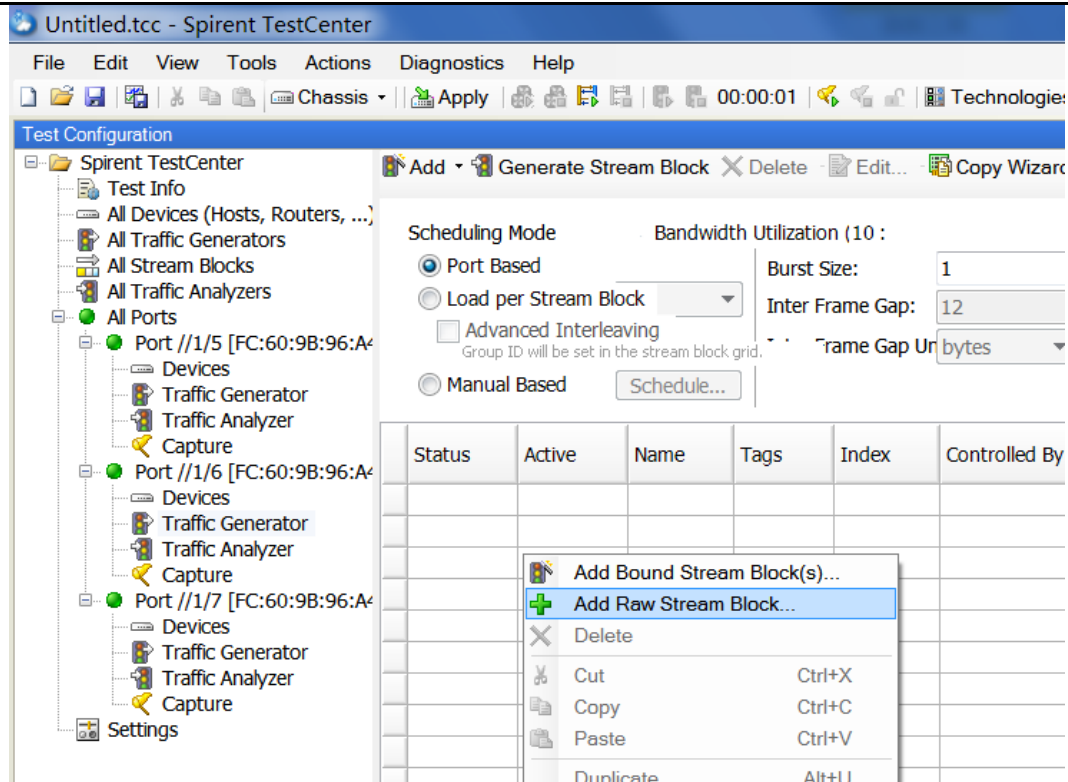 Untitled.tcc - Spirent TestCenter
File Edit View Tools Actions Diagnostics Help
Chassis Apply 00:00:01 Technologies
Test Configuration
Spirent TestCenter
Test Info
All Devices (Hosts, Routers, ...)
All Traffic Generators
All Stream Blocks
All Traffic Analyzers
All Ports
Port //1/5 [FC:60:9B:96:A4
Devices
Traffic Generator
Traffic Analyzer
Capture
Port //1/6 [FC:60:9B:96:A4
Devices
Traffic Generator
Traffic Analyzer
Capture
Port //1/7 [FC:60:9B:96:A4
Devices
Traffic Generator
Traffic Analyzer
Capture
Settings
Add Generate Stream Block Delete Edit... Copy Wizard
Scheduling Mode
Port Based
Load per Stream Block
Advanced Interleaving
Group ID will be set in the stream block grid.
Manual Based Schedule...
Bandwidth Utilization (10 :
Burst Size: 1
Inter Frame Gap: 12
Frame Gap Un bytes
Status Active Name Tags Index Controlled By
Add Bound Stream Block(s)...
Add Raw Stream Block...
Delete
Cut Ctrl+X
Copy Ctrl+C
Paste Ctrl+V
Duplicate Alt+U